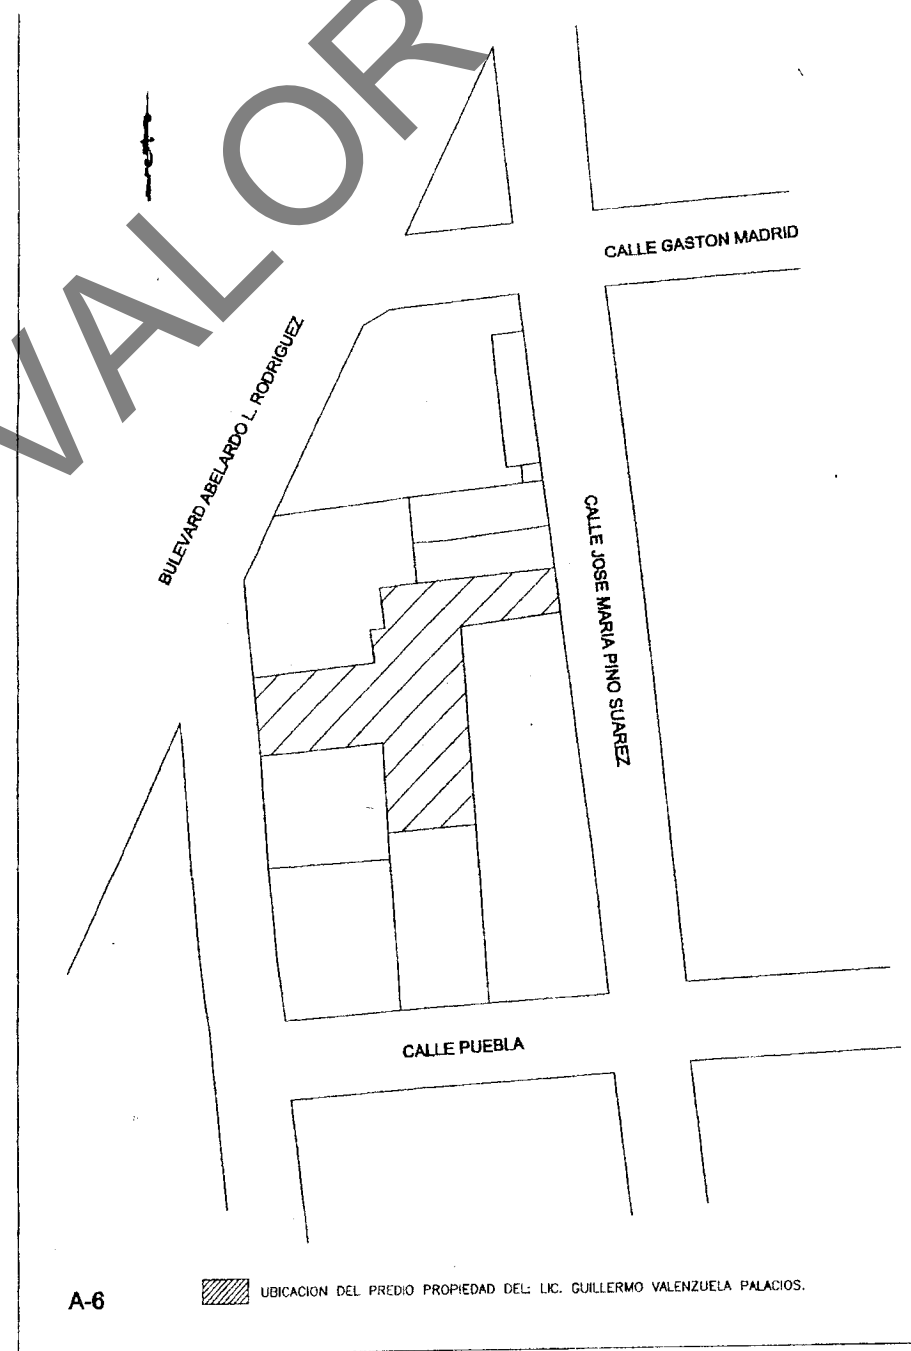 VALOR
CALLE GASTON MADRID
BULEVARD ABELARDO L. RODRIGUEZ
CALLE JOSE MARIA PINO SUAREZ
CALLE PUEBLA
A-6
UBICACION DEL PREDIO PROPIEDAD DEL: LIC. GUILLERMO VALENZUELA PALACIOS.